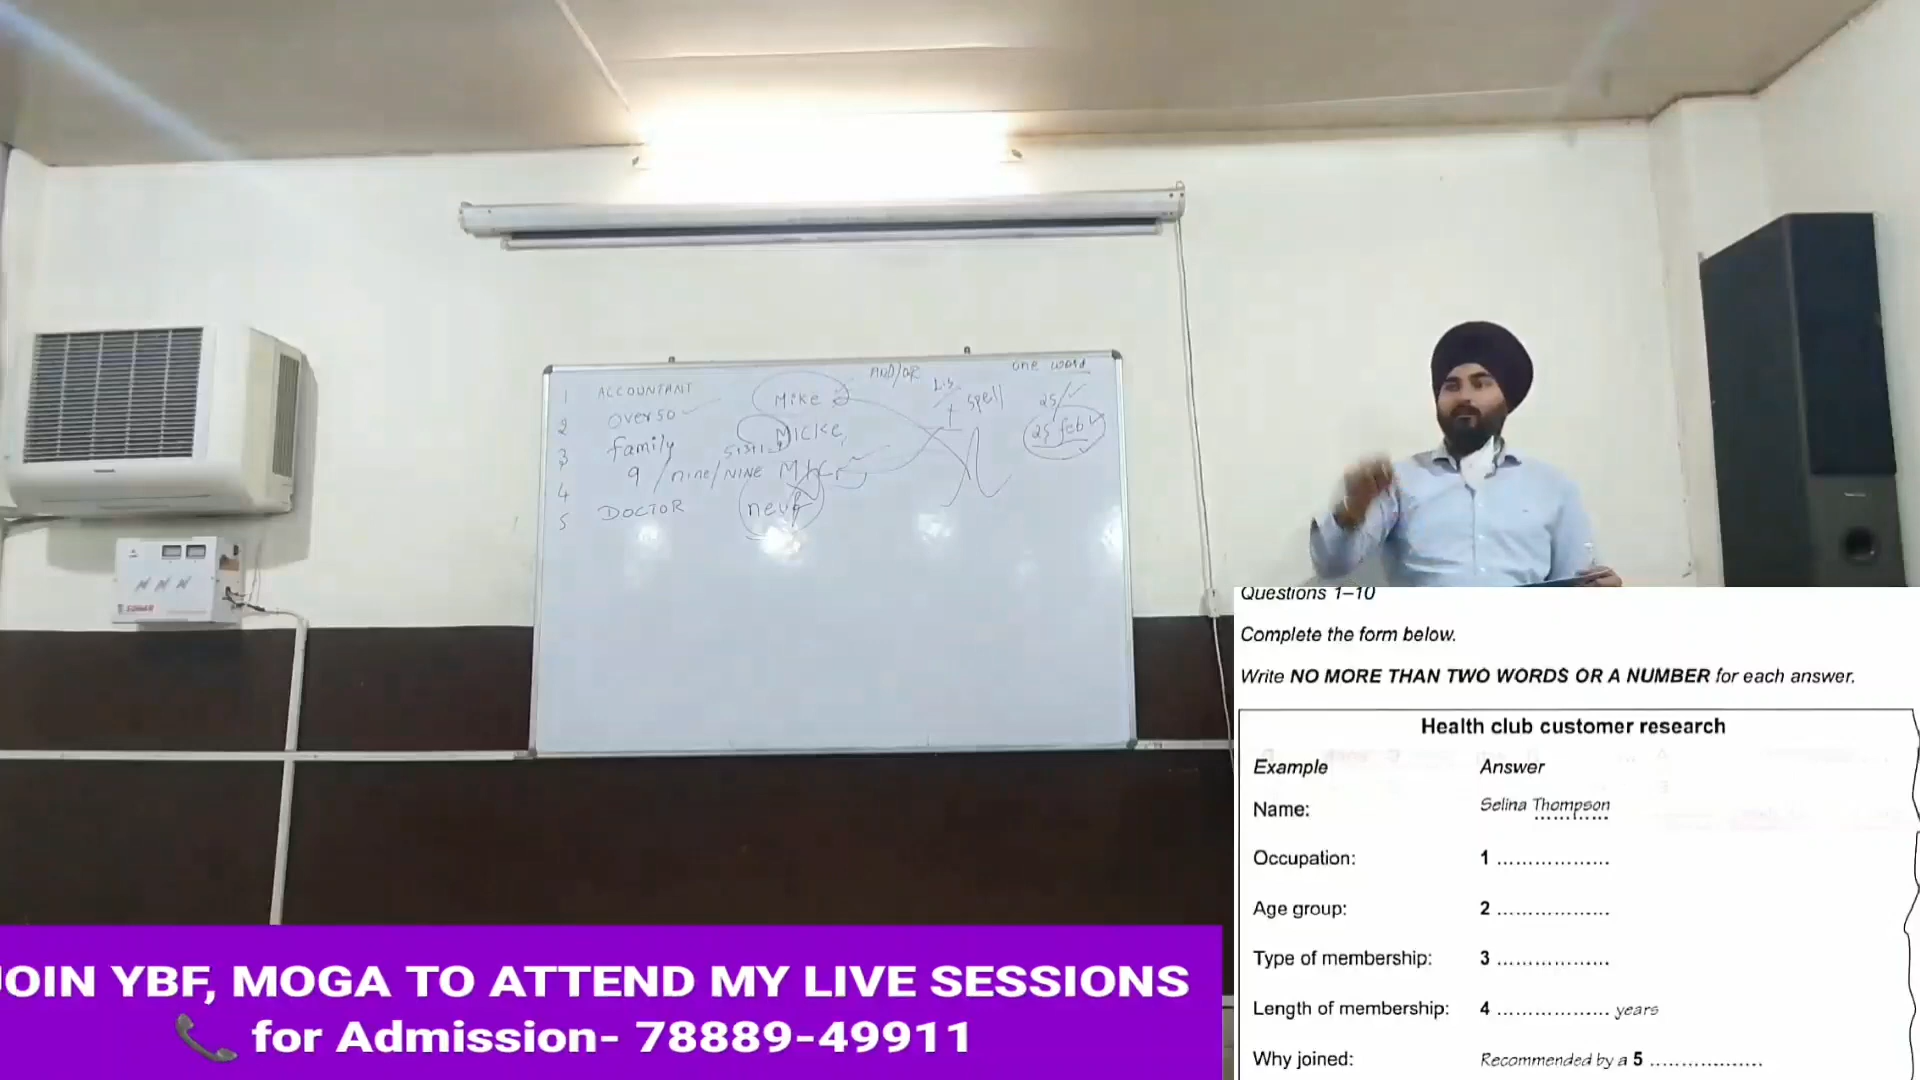 1 ACCOUNTANT
2 over 50
3 family
4 9 / nine / NINE
5 DOCTOR
Mike
Micke
AND/OR
spell
one word
25
25 feb
Questions 1–10
Complete the form below.
Write NO MORE THAN TWO WORDS OR A NUMBER for each answer.
Health club customer research
Example Answer
Name: Selina Thompson
Occupation: 1 ..................
Age group: 2 ..................
Type of membership: 3 ..................
Length of membership: 4 .................. years
Why joined: Recommended by a 5 ..................
JOIN YBF, MOGA TO ATTEND MY LIVE SESSIONS
for Admission- 78889-49911